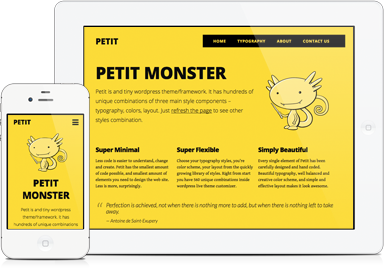 PETIT
HOME TYPOGRAPHY ABOUT CONTACT US
PETIT MONSTER
Petit is and tiny wordpress theme/framework. It has hundreds of
unique combinations of three main style components –
typography, colors, layout. Just refresh the page to see other
styles combination.
Super Minimal
Less code is easier to understand, change
and create. Petit has the smallest amount
of code possible, and smallest amount of
elements you need to design the web site.
Less is more, surprisingly.
Super Flexible
Choose your typography styles, you're
color scheme, your layout from the quickly
growing library of styles. Right from start
you have 560 unique combinations inside
wordpress live theme customizer.
Simply Beautiful
Every single element of Petit has been
carefully designed and hand coded.
Beautiful typography, well balanced and
creative color scheme, and simple and
effective layout makes it look awesome.
“ Perfection is achieved, not when there is nothing more to add, but when there is nothing left to take
away.
— Antoine de Saint-Exupery
PETIT
PETIT
MONSTER
Petit is and tiny wordpress
theme/framework. It has
hundreds of unique combinations